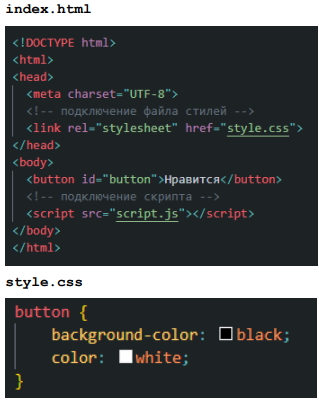 index.html
<!DOCTYPE html>
<html>
<head>
<meta charset="UTF-8">
<!-- подключение файла стилей -->
<link rel="stylesheet" href="style.css">
</head>
<body>
<button id="button">Нравится</button>
<!-- подключение скрипта -->
<script src="script.js"></script>
</body>
</html>
style.css
button {
background-color: black;
color: white;
}